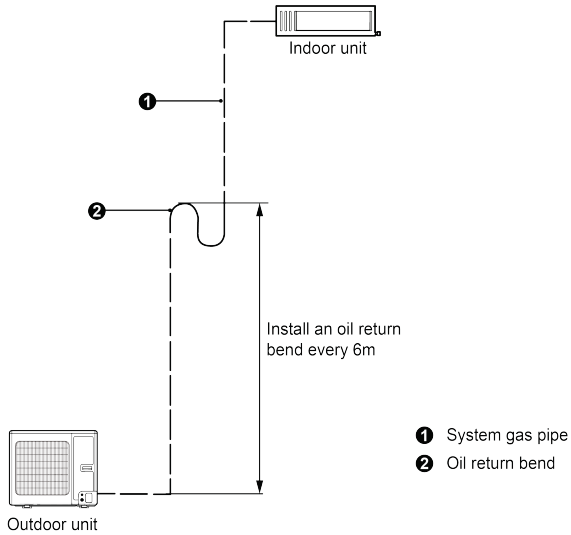 Indoor unit
1
2
Install an oil return
bend every 6m
1 System gas pipe
2 Oil return bend
Outdoor unit